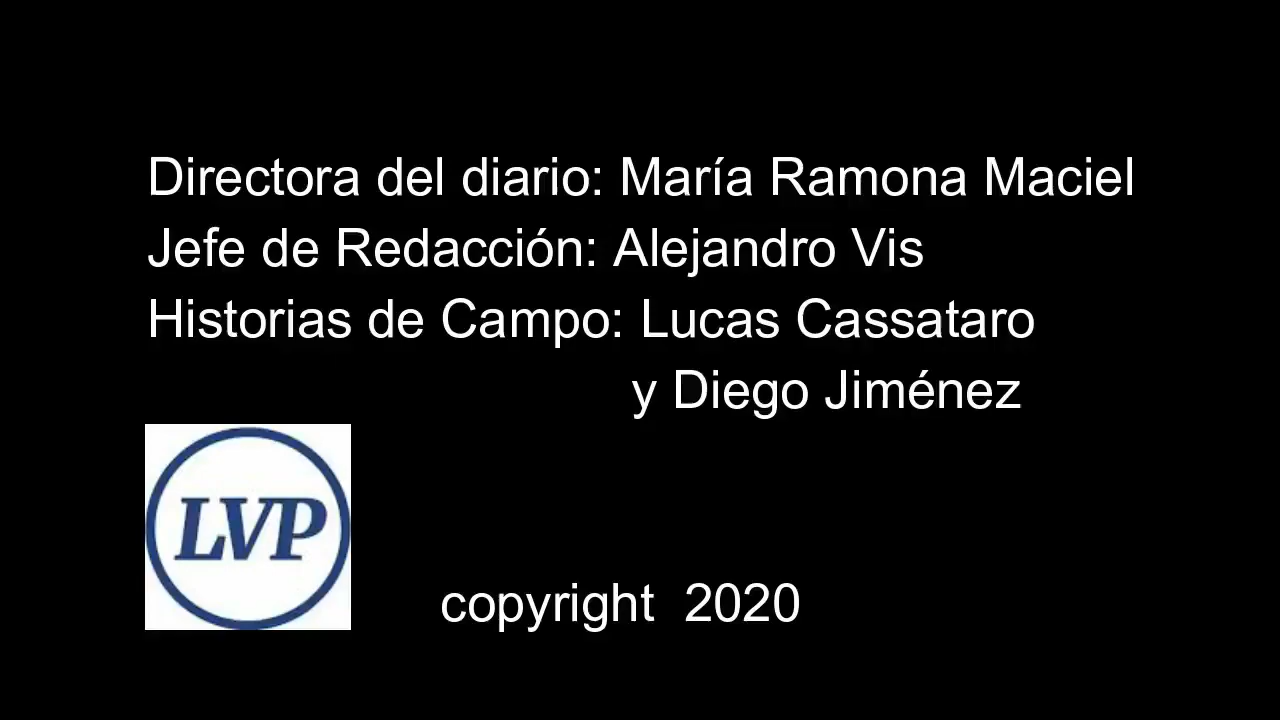 Directora del diario: María Ramona Maciel
Jefe de Redacción: Alejandro Vis
Historias de Campo: Lucas Cassataro
y Diego Jiménez
LVP
copyright 2020